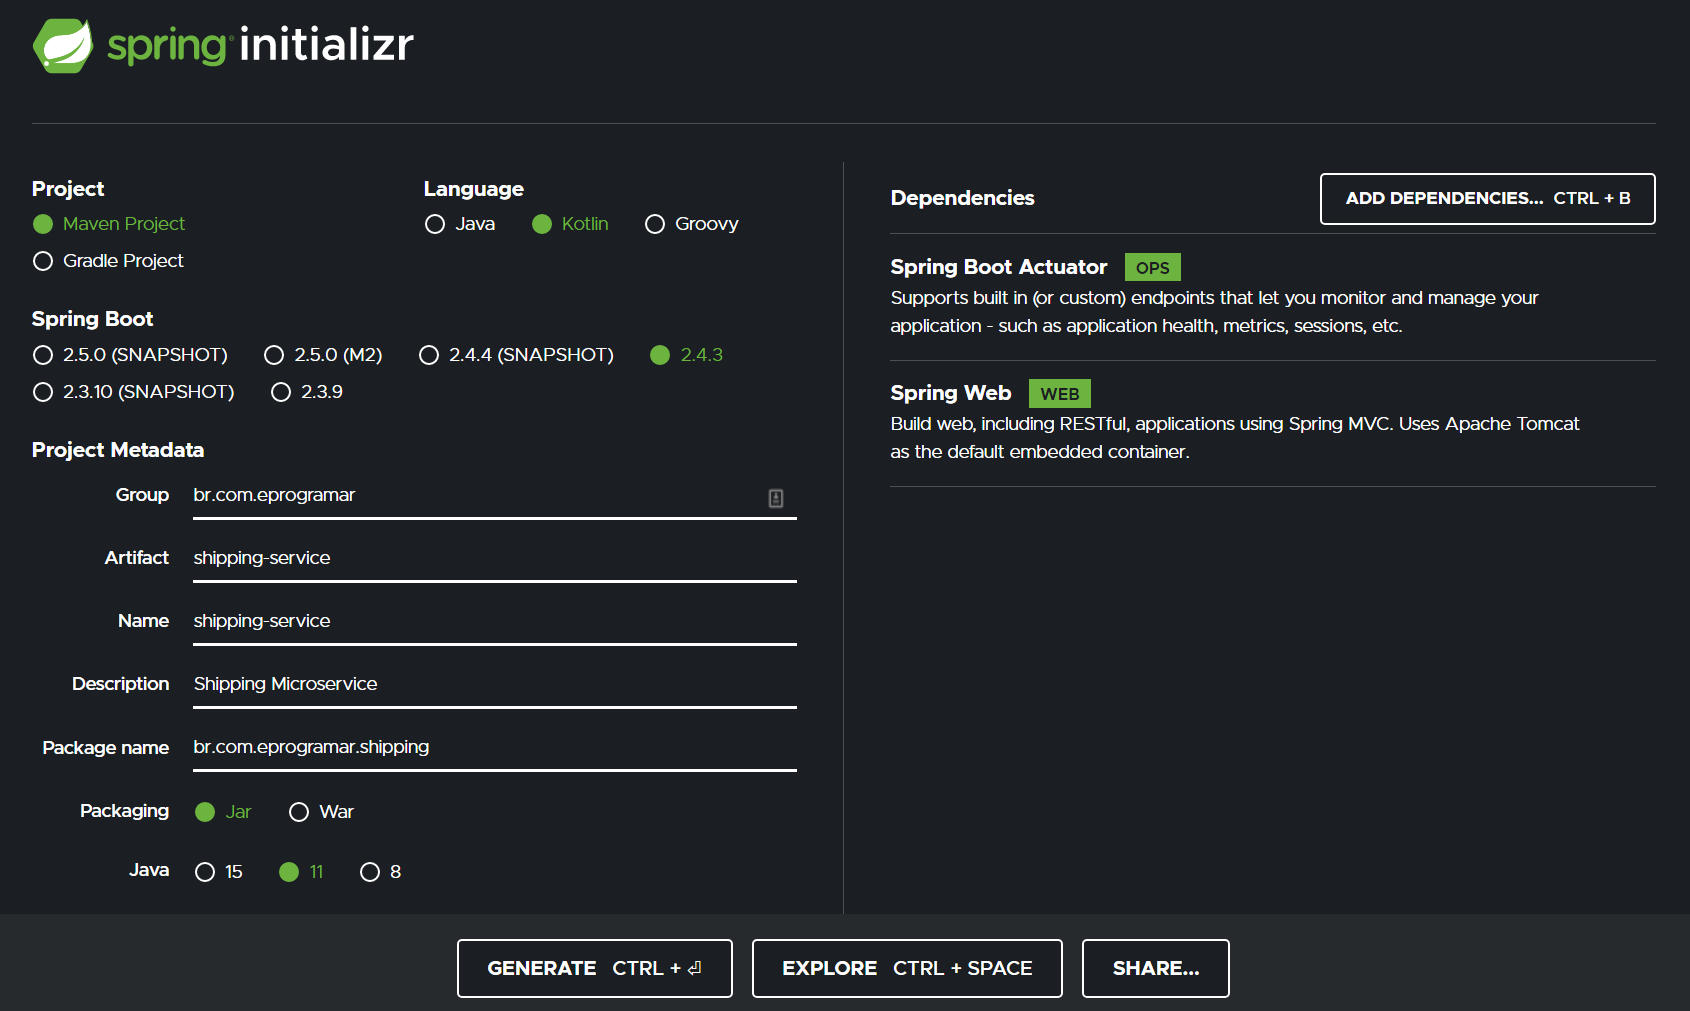 spring initializr
Project
Maven Project
Gradle Project
Language
Java Kotlin Groovy
Spring Boot
2.5.0 (SNAPSHOT) 2.5.0 (M2) 2.4.4 (SNAPSHOT) 2.4.3
2.3.10 (SNAPSHOT) 2.3.9
Project Metadata
Group br.com.eprogramar
Artifact shipping-service
Name shipping-service
Description Shipping Microservice
Package name br.com.eprogramar.shipping
Packaging Jar War
Java 15 11 8
Dependencies
ADD DEPENDENCIES... CTRL + B
Spring Boot Actuator OPS
Supports built in (or custom) endpoints that let you monitor and manage your
application - such as application health, metrics, sessions, etc.
Spring Web WEB
Build web, including RESTful, applications using Spring MVC. Uses Apache Tomcat
as the default embedded container.
GENERATE CTRL + ⏎
EXPLORE CTRL + SPACE
SHARE...